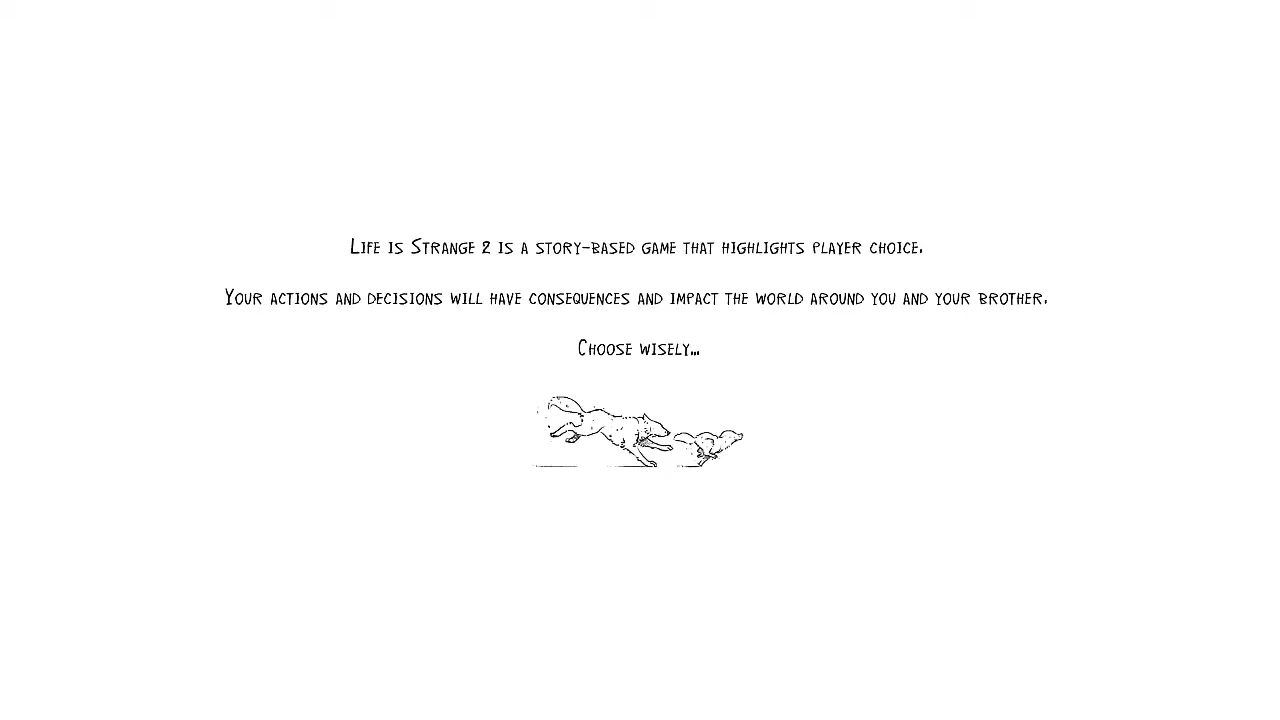 Life is Strange 2 is a story-based game that highlights player choice.
Your actions and decisions will have consequences and impact the world around you and your brother.
Choose wisely...